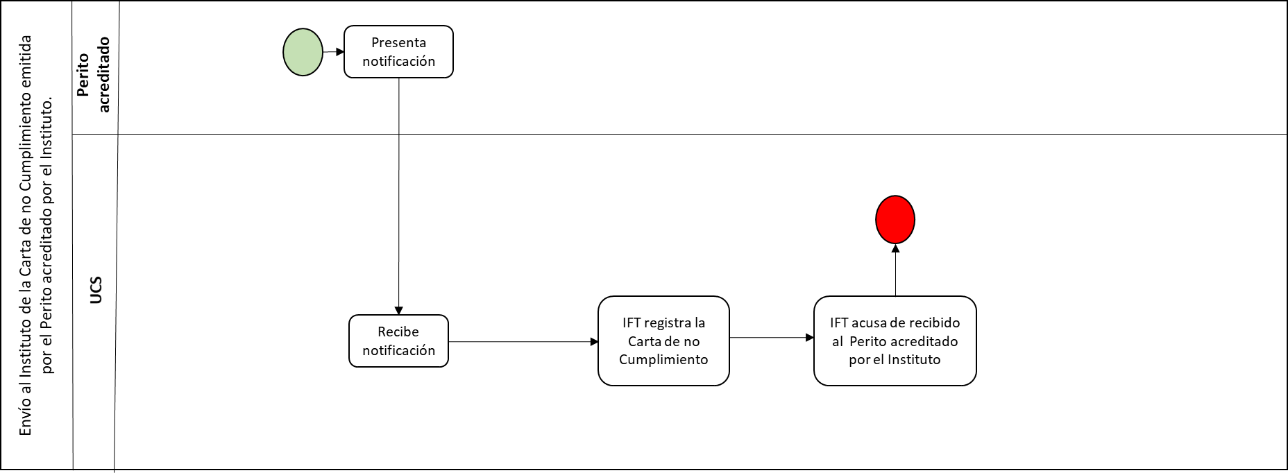 Envío al Instituto de la Carta de no Cumplimiento emitida
por el Perito acreditado por el Instituto.
Perito
acreditado
Presenta
notificación
UCS
Recibe
notificación
IFT registra la
Carta de no
Cumplimiento
IFT acusa de recibido
al Perito acreditado
por el Instituto